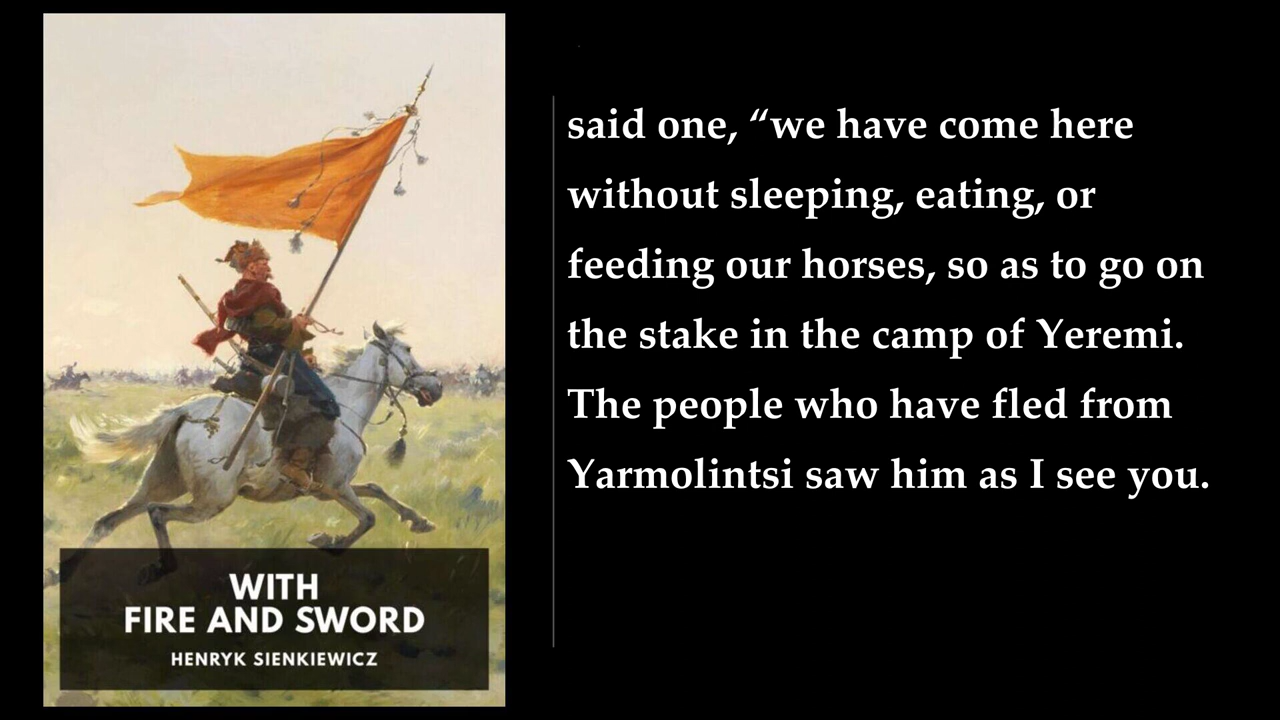 WITH
FIRE AND SWORD
HENRYK SIENKIEWICZ
said one, “we have come here
without sleeping, eating, or
feeding our horses, so as to go on
the stake in the camp of Yeremi.
The people who have fled from
Yarmolintsi saw him as I see you.